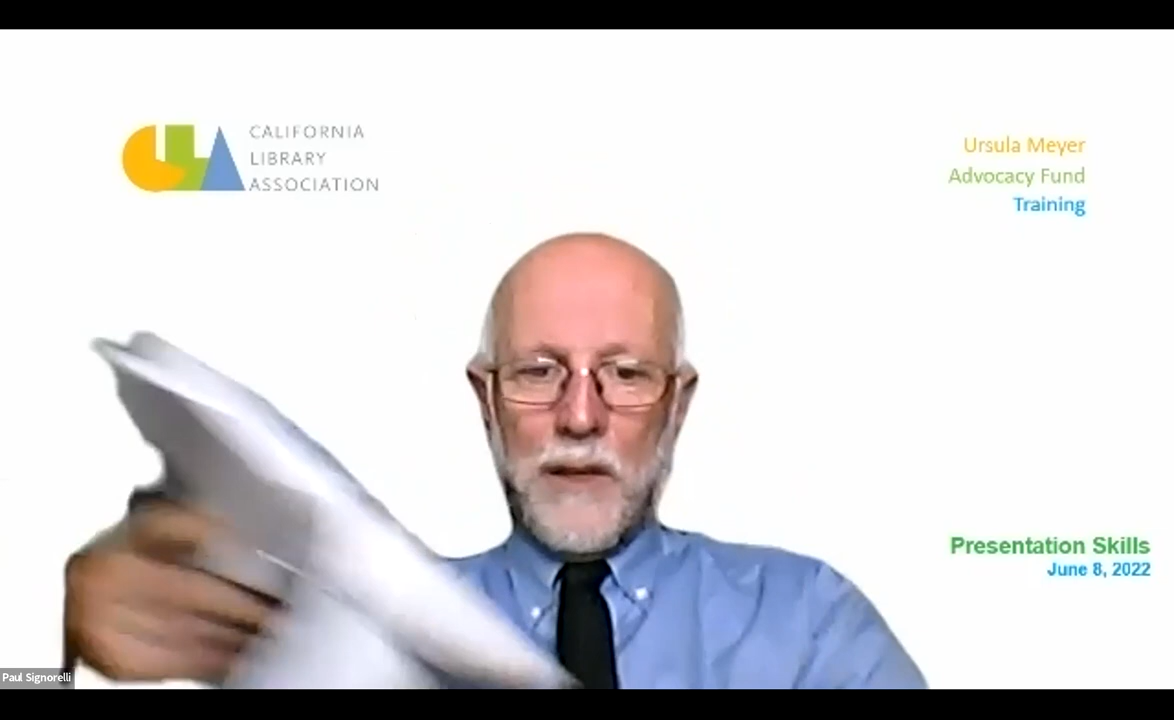 CALIFORNIA
LIBRARY
ASSOCIATION
Ursula Meyer
Advocacy Fund
Training
Presentation Skills
June 8, 2022
Paul Signorelli